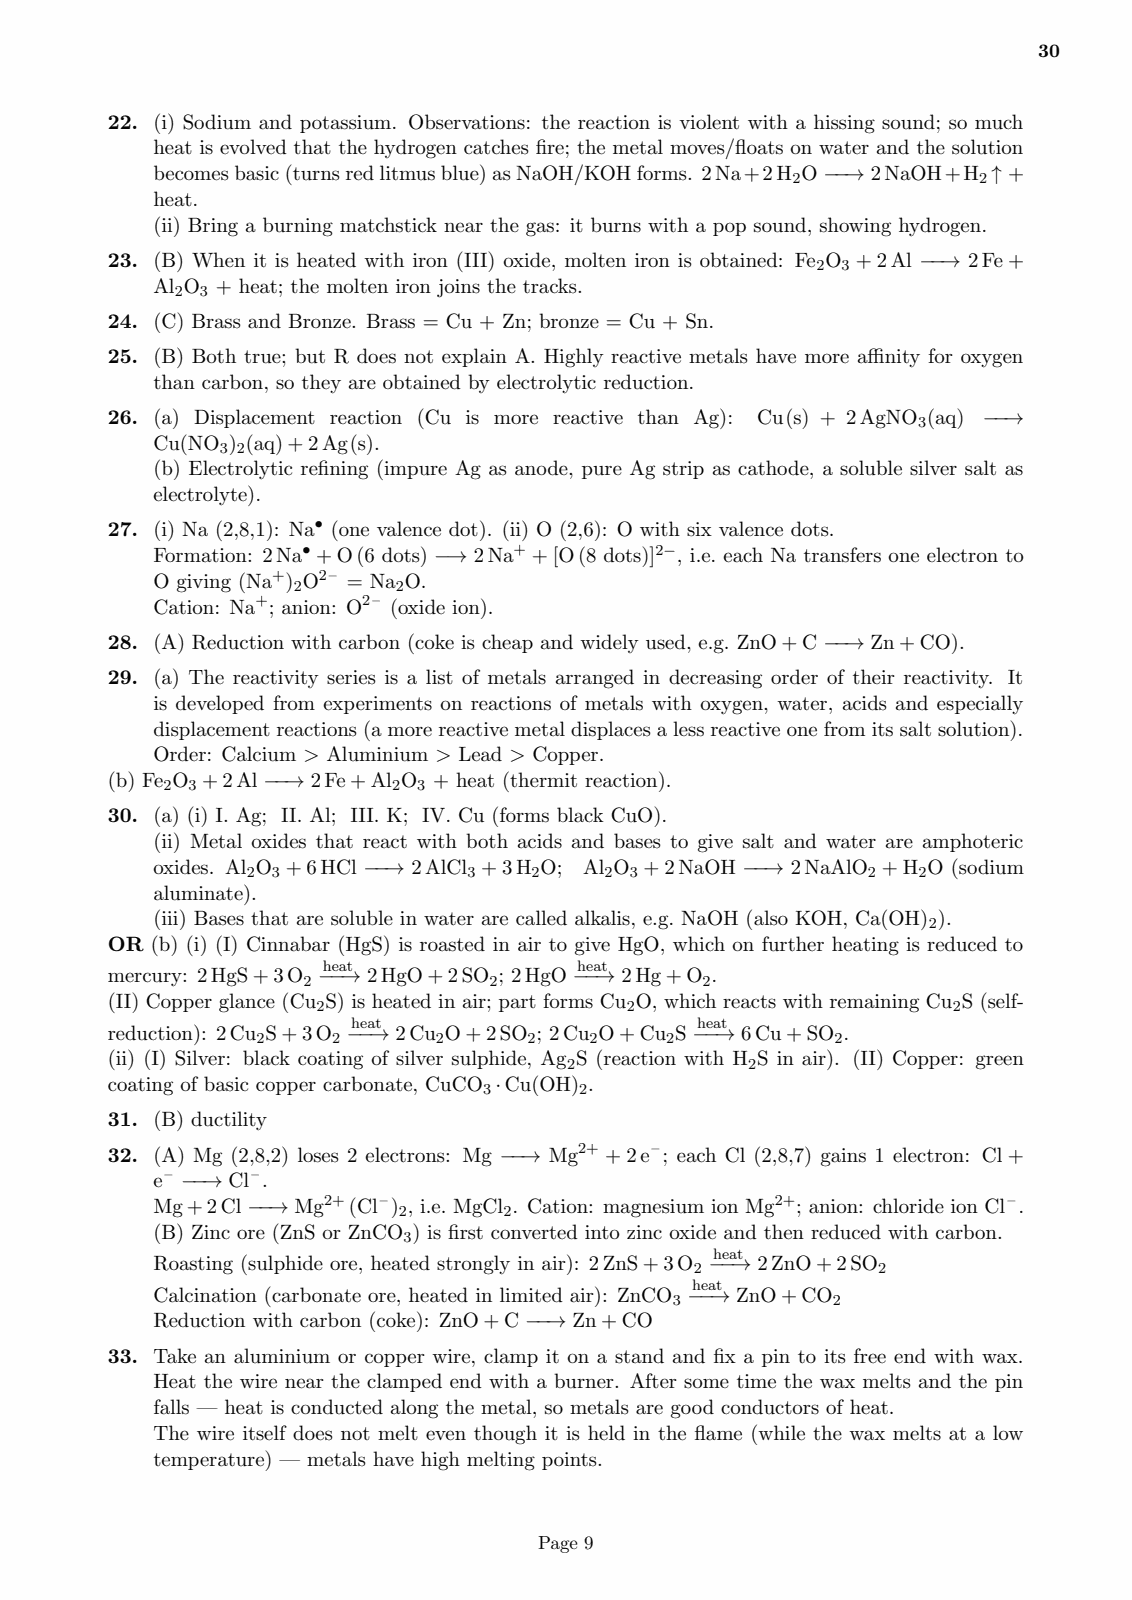 30
22. (i) Sodium and potassium. Observations: the reaction is violent with a hissing sound; so much
heat is evolved that the hydrogen catches fire; the metal moves/floats on water and the solution
becomes basic (turns red litmus blue) as NaOH/KOH forms. 2 Na + 2 H₂O ⟶ 2 NaOH + H₂ ↑ +
heat.
(ii) Bring a burning matchstick near the gas: it burns with a pop sound, showing hydrogen.
23. (B) When it is heated with iron (III) oxide, molten iron is obtained: Fe₂O₃ + 2 Al ⟶ 2 Fe +
Al₂O₃ + heat; the molten iron joins the tracks.
24. (C) Brass and Bronze. Brass = Cu + Zn; bronze = Cu + Sn.
25. (B) Both true; but R does not explain A. Highly reactive metals have more affinity for oxygen
than carbon, so they are obtained by electrolytic reduction.
26. (a) Displacement reaction (Cu is more reactive than Ag): Cu(s) + 2 AgNO₃(aq) ⟶
Cu(NO₃)₂(aq) + 2 Ag(s).
(b) Electrolytic refining (impure Ag as anode, pure Ag strip as cathode, a soluble silver salt as
electrolyte).
27. (i) Na (2,8,1): Na• (one valence dot). (ii) O (2,6): O with six valence dots.
Formation: 2 Na• + O (6 dots) ⟶ 2 Na⁺ + [O (8 dots)]²⁻, i.e. each Na transfers one electron to
O giving (Na⁺)₂O²⁻ = Na₂O.
Cation: Na⁺; anion: O²⁻ (oxide ion).
28. (A) Reduction with carbon (coke is cheap and widely used, e.g. ZnO + C ⟶ Zn + CO).
29. (a) The reactivity series is a list of metals arranged in decreasing order of their reactivity. It
is developed from experiments on reactions of metals with oxygen, water, acids and especially
displacement reactions (a more reactive metal displaces a less reactive one from its salt solution).
Order: Calcium > Aluminium > Lead > Copper.
(b) Fe₂O₃ + 2 Al ⟶ 2 Fe + Al₂O₃ + heat (thermit reaction).
30. (a) (i) I. Ag; II. Al; III. K; IV. Cu (forms black CuO).
(ii) Metal oxides that react with both acids and bases to give salt and water are amphoteric
oxides. Al₂O₃ + 6 HCl ⟶ 2 AlCl₃ + 3 H₂O; Al₂O₃ + 2 NaOH ⟶ 2 NaAlO₂ + H₂O (sodium
aluminate).
(iii) Bases that are soluble in water are called alkalis, e.g. NaOH (also KOH, Ca(OH)₂).
OR (b) (i) (I) Cinnabar (HgS) is roasted in air to give HgO, which on further heating is reduced to
mercury: 2 HgS + 3 O₂ heat⟶ 2 HgO + 2 SO₂; 2 HgO heat⟶ 2 Hg + O₂.
(II) Copper glance (Cu₂S) is heated in air; part forms Cu₂O, which reacts with remaining Cu₂S (self-
reduction): 2 Cu₂S + 3 O₂ heat⟶ 2 Cu₂O + 2 SO₂; 2 Cu₂O + Cu₂S heat⟶ 6 Cu + SO₂.
(ii) (I) Silver: black coating of silver sulphide, Ag₂S (reaction with H₂S in air). (II) Copper: green
coating of basic copper carbonate, CuCO₃ · Cu(OH)₂.
31. (B) ductility
32. (A) Mg (2,8,2) loses 2 electrons: Mg ⟶ Mg²⁺ + 2 e⁻; each Cl (2,8,7) gains 1 electron: Cl +
e⁻ ⟶ Cl⁻.
Mg + 2 Cl ⟶ Mg²⁺ (Cl⁻)₂, i.e. MgCl₂. Cation: magnesium ion Mg²⁺; anion: chloride ion Cl⁻.
(B) Zinc ore (ZnS or ZnCO₃) is first converted into zinc oxide and then reduced with carbon.
Roasting (sulphide ore, heated strongly in air): 2 ZnS + 3 O₂ heat⟶ 2 ZnO + 2 SO₂
Calcination (carbonate ore, heated in limited air): ZnCO₃ heat⟶ ZnO + CO₂
Reduction with carbon (coke): ZnO + C ⟶ Zn + CO
33. Take an aluminium or copper wire, clamp it on a stand and fix a pin to its free end with wax.
Heat the wire near the clamped end with a burner. After some time the wax melts and the pin
falls — heat is conducted along the metal, so metals are good conductors of heat.
The wire itself does not melt even though it is held in the flame (while the wax melts at a low
temperature) — metals have high melting points.
Page 9